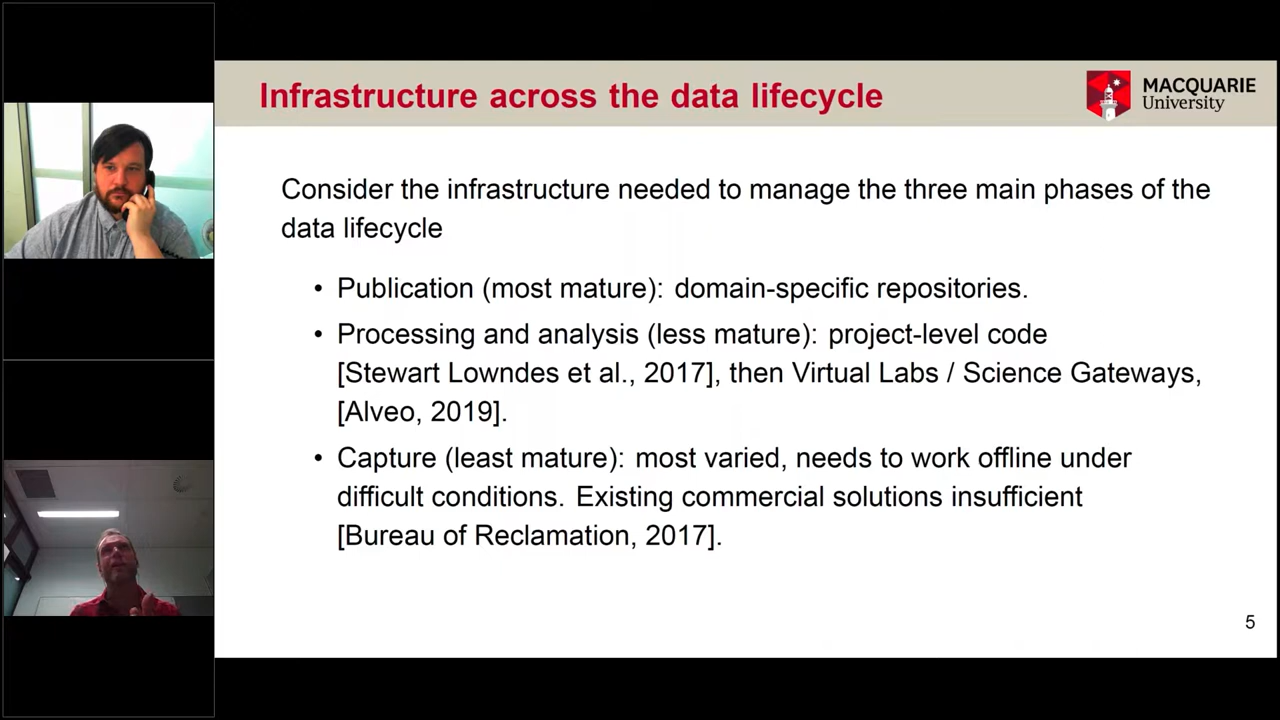 Infrastructure across the data lifecycle
MACQUARIE
University
Consider the infrastructure needed to manage the three main phases of the
data lifecycle
• Publication (most mature): domain-specific repositories.
• Processing and analysis (less mature): project-level code
[Stewart Lowndes et al., 2017], then Virtual Labs / Science Gateways,
[Alveo, 2019].
• Capture (least mature): most varied, needs to work offline under
difficult conditions. Existing commercial solutions insufficient
[Bureau of Reclamation, 2017].
5